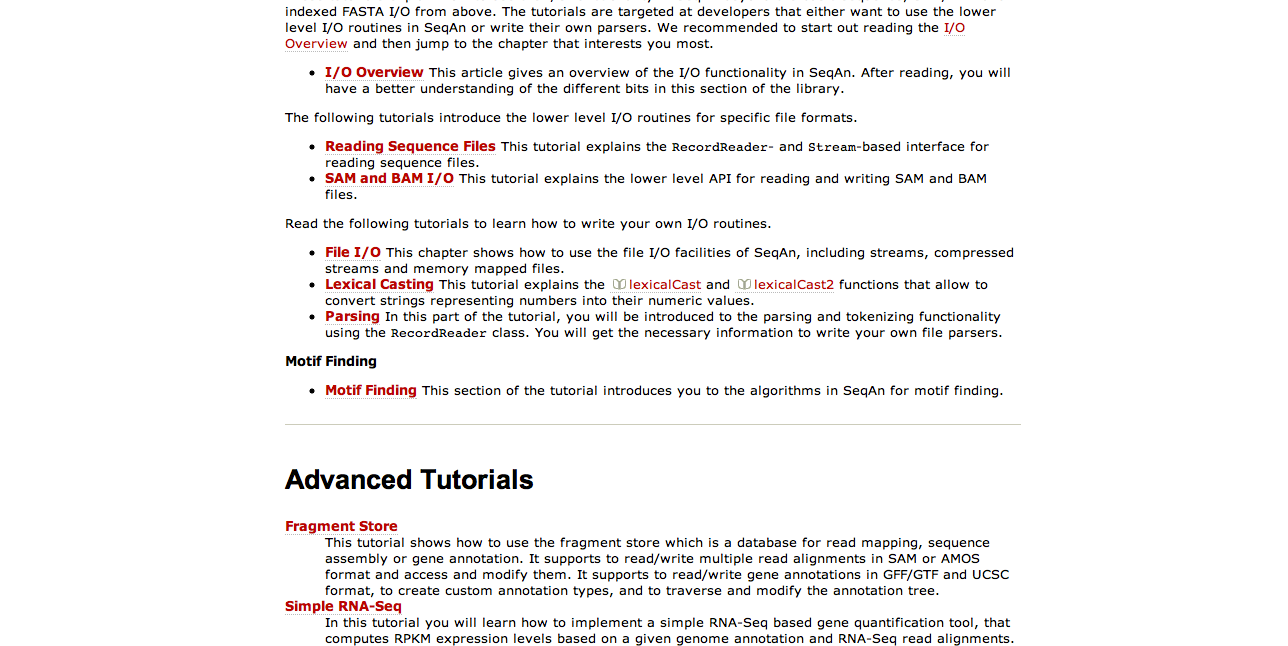 indexed FASTA I/O from above. The tutorials are targeted at developers that either want to use the lower
level I/O routines in SeqAn or write their own parsers. We recommended to start out reading the I/O
Overview and then jump to the chapter that interests you most.
• I/O Overview This article gives an overview of the I/O functionality in SeqAn. After reading, you will
have a better understanding of the different bits in this section of the library.
The following tutorials introduce the lower level I/O routines for specific file formats.
• Reading Sequence Files This tutorial explains the RecordReader- and Stream-based interface for
reading sequence files.
• SAM and BAM I/O This tutorial explains the lower level API for reading and writing SAM and BAM
files.
Read the following tutorials to learn how to write your own I/O routines.
• File I/O This chapter shows how to use the file I/O facilities of SeqAn, including streams, compressed
streams and memory mapped files.
• Lexical Casting This tutorial explains the lexicalCast and lexicalCast2 functions that allow to
convert strings representing numbers into their numeric values.
• Parsing In this part of the tutorial, you will be introduced to the parsing and tokenizing functionality
using the RecordReader class. You will get the necessary information to write your own file parsers.
Motif Finding
• Motif Finding This section of the tutorial introduces you to the algorithms in SeqAn for motif finding.
Advanced Tutorials
Fragment Store
This tutorial shows how to use the fragment store which is a database for read mapping, sequence
assembly or gene annotation. It supports to read/write multiple read alignments in SAM or AMOS
format and access and modify them. It supports to read/write gene annotations in GFF/GTF and UCSC
format, to create custom annotation types, and to traverse and modify the annotation tree.
Simple RNA-Seq
In this tutorial you will learn how to implement a simple RNA-Seq based gene quantification tool, that
computes RPKM expression levels based on a given genome annotation and RNA-Seq read alignments.